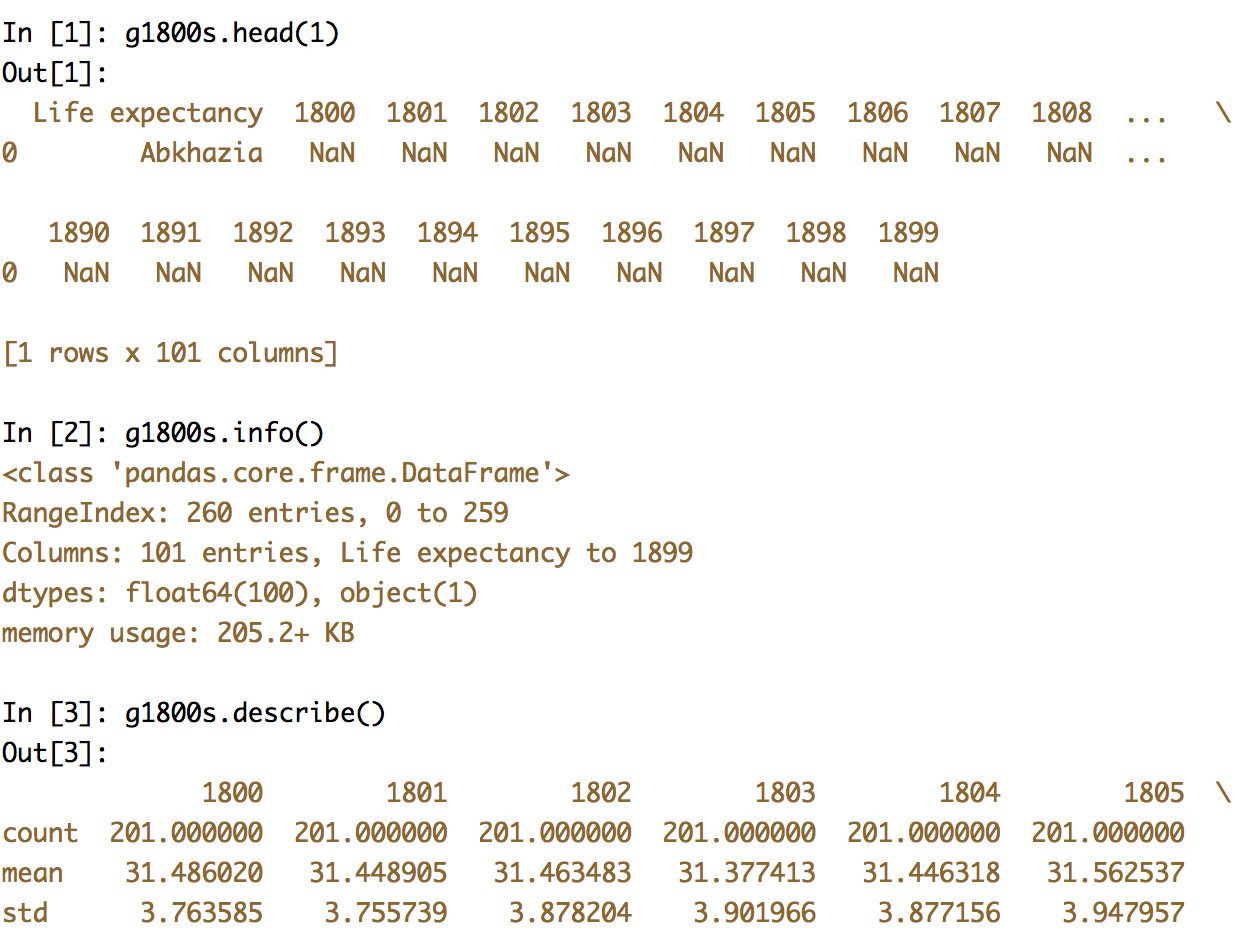 In [1]: g1800s.head(1)
Out[1]:
  Life expectancy  1800  1801  1802  1803  1804  1805  1806  1807  1808  ...   \
0        Abkhazia   NaN   NaN   NaN   NaN   NaN   NaN   NaN   NaN   NaN  ...

   1890  1891  1892  1893  1894  1895  1896  1897  1898  1899
0   NaN   NaN   NaN   NaN   NaN   NaN   NaN   NaN   NaN   NaN

[1 rows x 101 columns]

In [2]: g1800s.info()
<class 'pandas.core.frame.DataFrame'>
RangeIndex: 260 entries, 0 to 259
Columns: 101 entries, Life expectancy to 1899
dtypes: float64(100), object(1)
memory usage: 205.2+ KB

In [3]: g1800s.describe()
Out[3]:
             1800        1801        1802        1803        1804        1805  \
count  201.000000  201.000000  201.000000  201.000000  201.000000  201.000000
mean    31.486020   31.448905   31.463483   31.377413   31.446318   31.562537
std      3.763585    3.755739    3.878204    3.901966    3.877156    3.947957